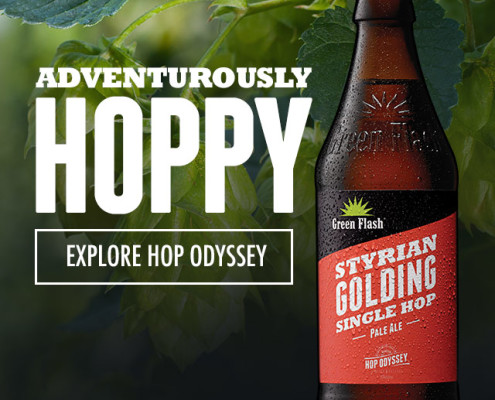 ADVENTUROUSLY
HOPPY
EXPLORE HOP ODYSSEY
Green Flash
Green Flash
STYRIAN
GOLDING
SINGLE HOP
PALE ALE
HOP ODYSSEY